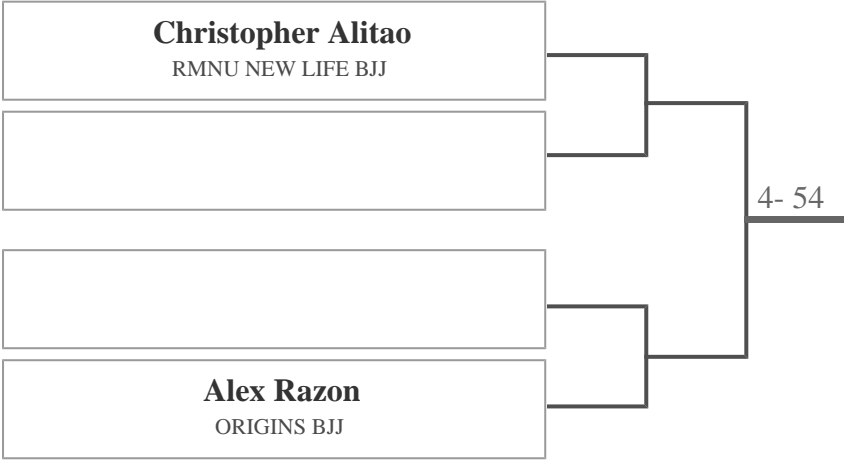 Christopher Alitao
RMNU NEW LIFE BJJ
4- 54
Alex Razon
ORIGINS BJJ